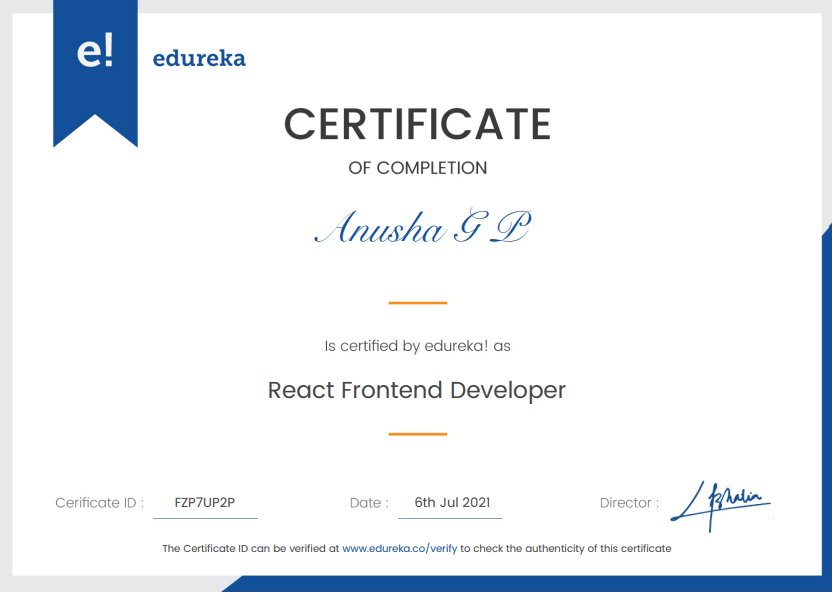 e!
edureka
CERTIFICATE
OF COMPLETION
Anusha G P
Is certified by edureka! as
React Frontend Developer
Cerificate ID : FZP7UP2P Date : 6th Jul 2021 Director :
The Certificate ID can be verified at www.edureka.co/verify to check the authenticity of this certificate